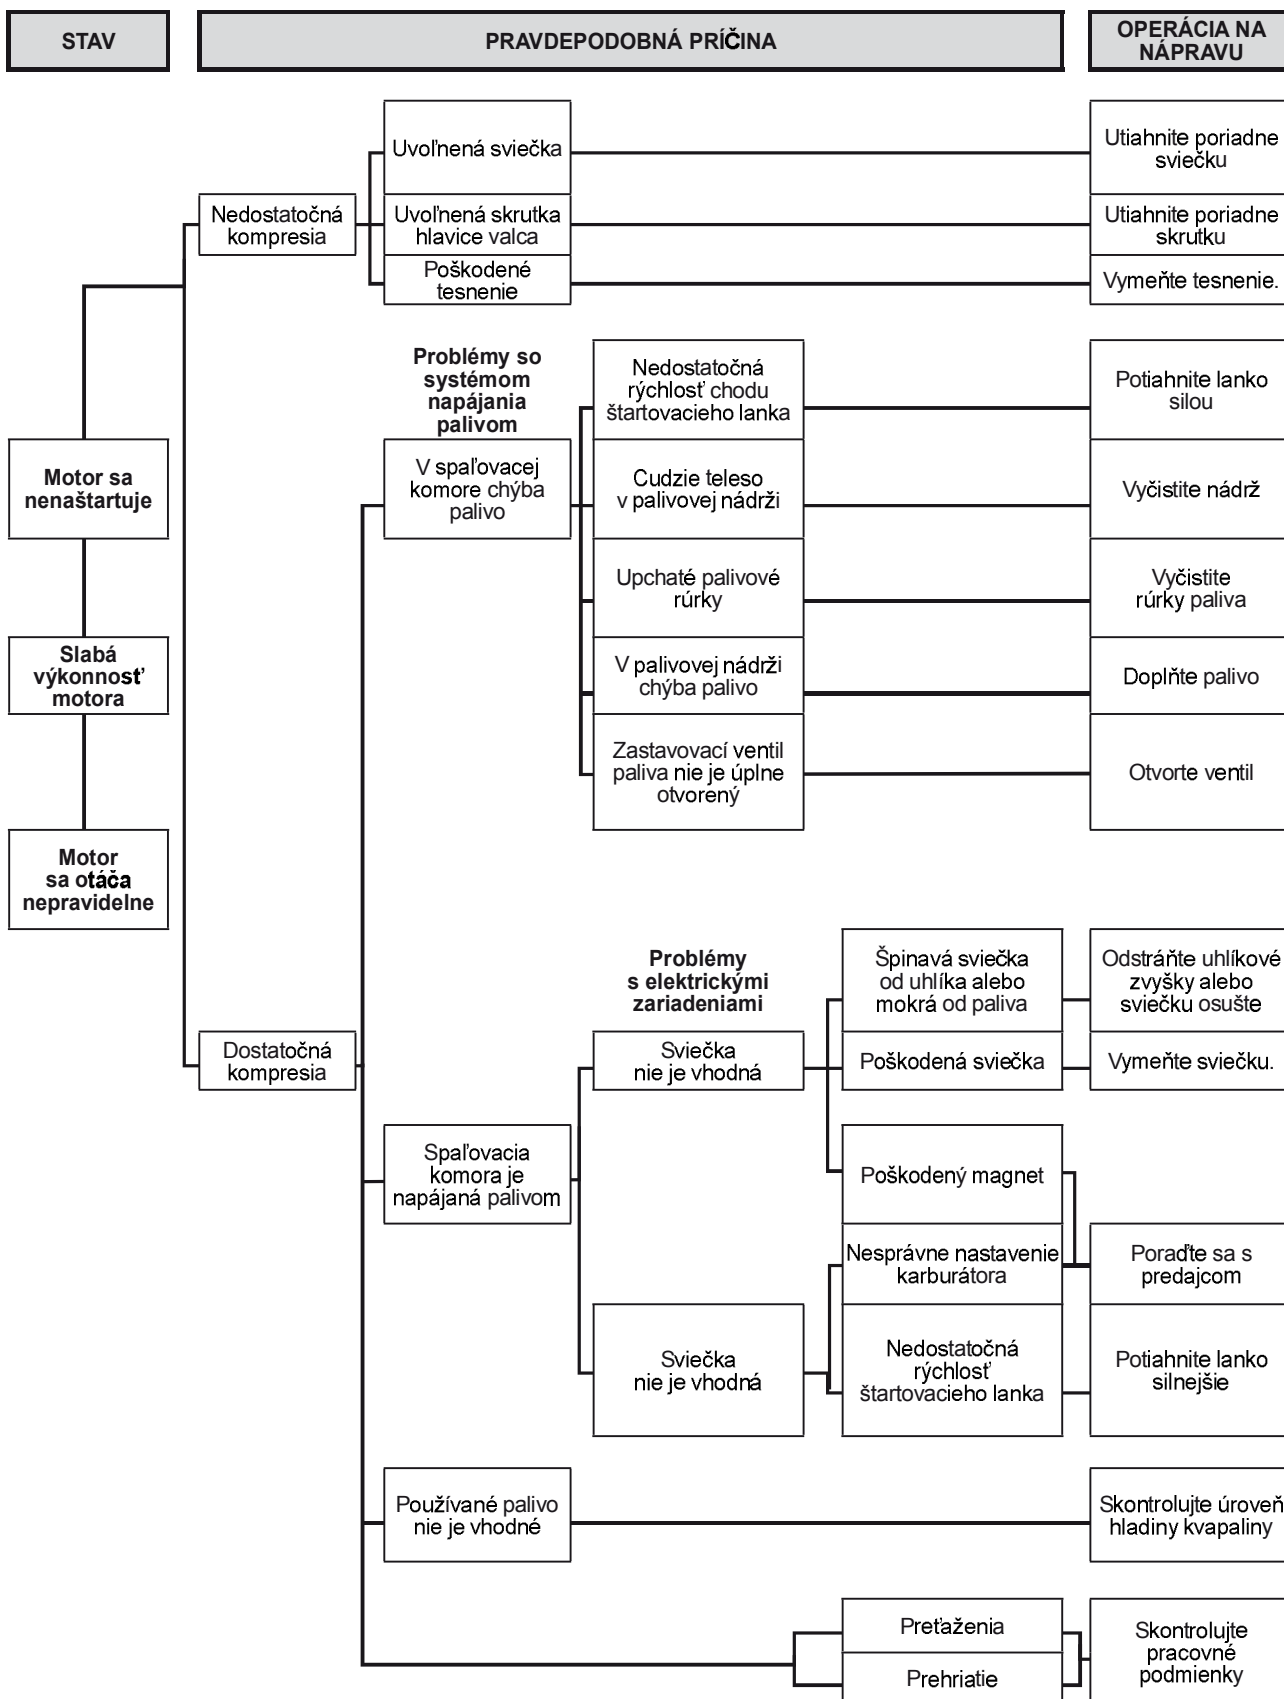 STAV
PRAVDEPODOBNÁ PRÍČINA
OPERÁCIA NA
NÁPRAVU
Uvoľnená sviečka
Utiahnite poriadne
sviečku
Nedostatočná
kompresia
Uvoľnená skrutka
hlavice valca
Utiahnite poriadne
skrutku
Poškodené
tesnenie
Vymeňte tesnenie.
Problémy so
systémom
napájania
palivom
Nedostatočná
rýchlosť chodu
štartovacieho lanka
Potiahnite lanko
silou
Motor sa
nenaštartuje
V spaľovacej
komore chýba
palivo
Cudzie teleso
v palivovej nádrži
Vyčistite nádrž
Upchaté palivové
rúrky
Vyčistite
rúrky paliva
Slabá
výkonnosť
motora
V palivovej nádrži
chýba palivo
Doplňte palivo
Zastavovací ventil
paliva nie je úplne
otvorený
Otvorte ventil
Motor
sa otáča
nepravidelne
Problémy
s elektrickými
zariadeniami
Špinavá sviečka
od uhlíka alebo
mokrá od paliva
Odstráňte uhlíkové
zvyšky alebo
sviečku osušte
Dostatočná
kompresia
Sviečka
nie je vhodná
Poškodená sviečka
Vymeňte sviečku.
Spaľovacia
komora je
napájaná palivom
Poškodený magnet
Nesprávne nastavenie
karburátora
Poraďte sa s
predajcom
Sviečka
nie je vhodná
Nedostatočná
rýchlosť
štartovacieho lanka
Potiahnite lanko
silnejšie
Používané palivo
nie je vhodné
Skontrolujte úroveň
hladiny kvapaliny
Preťaženia
Prehriatie
Skontrolujte
pracovné
podmienky